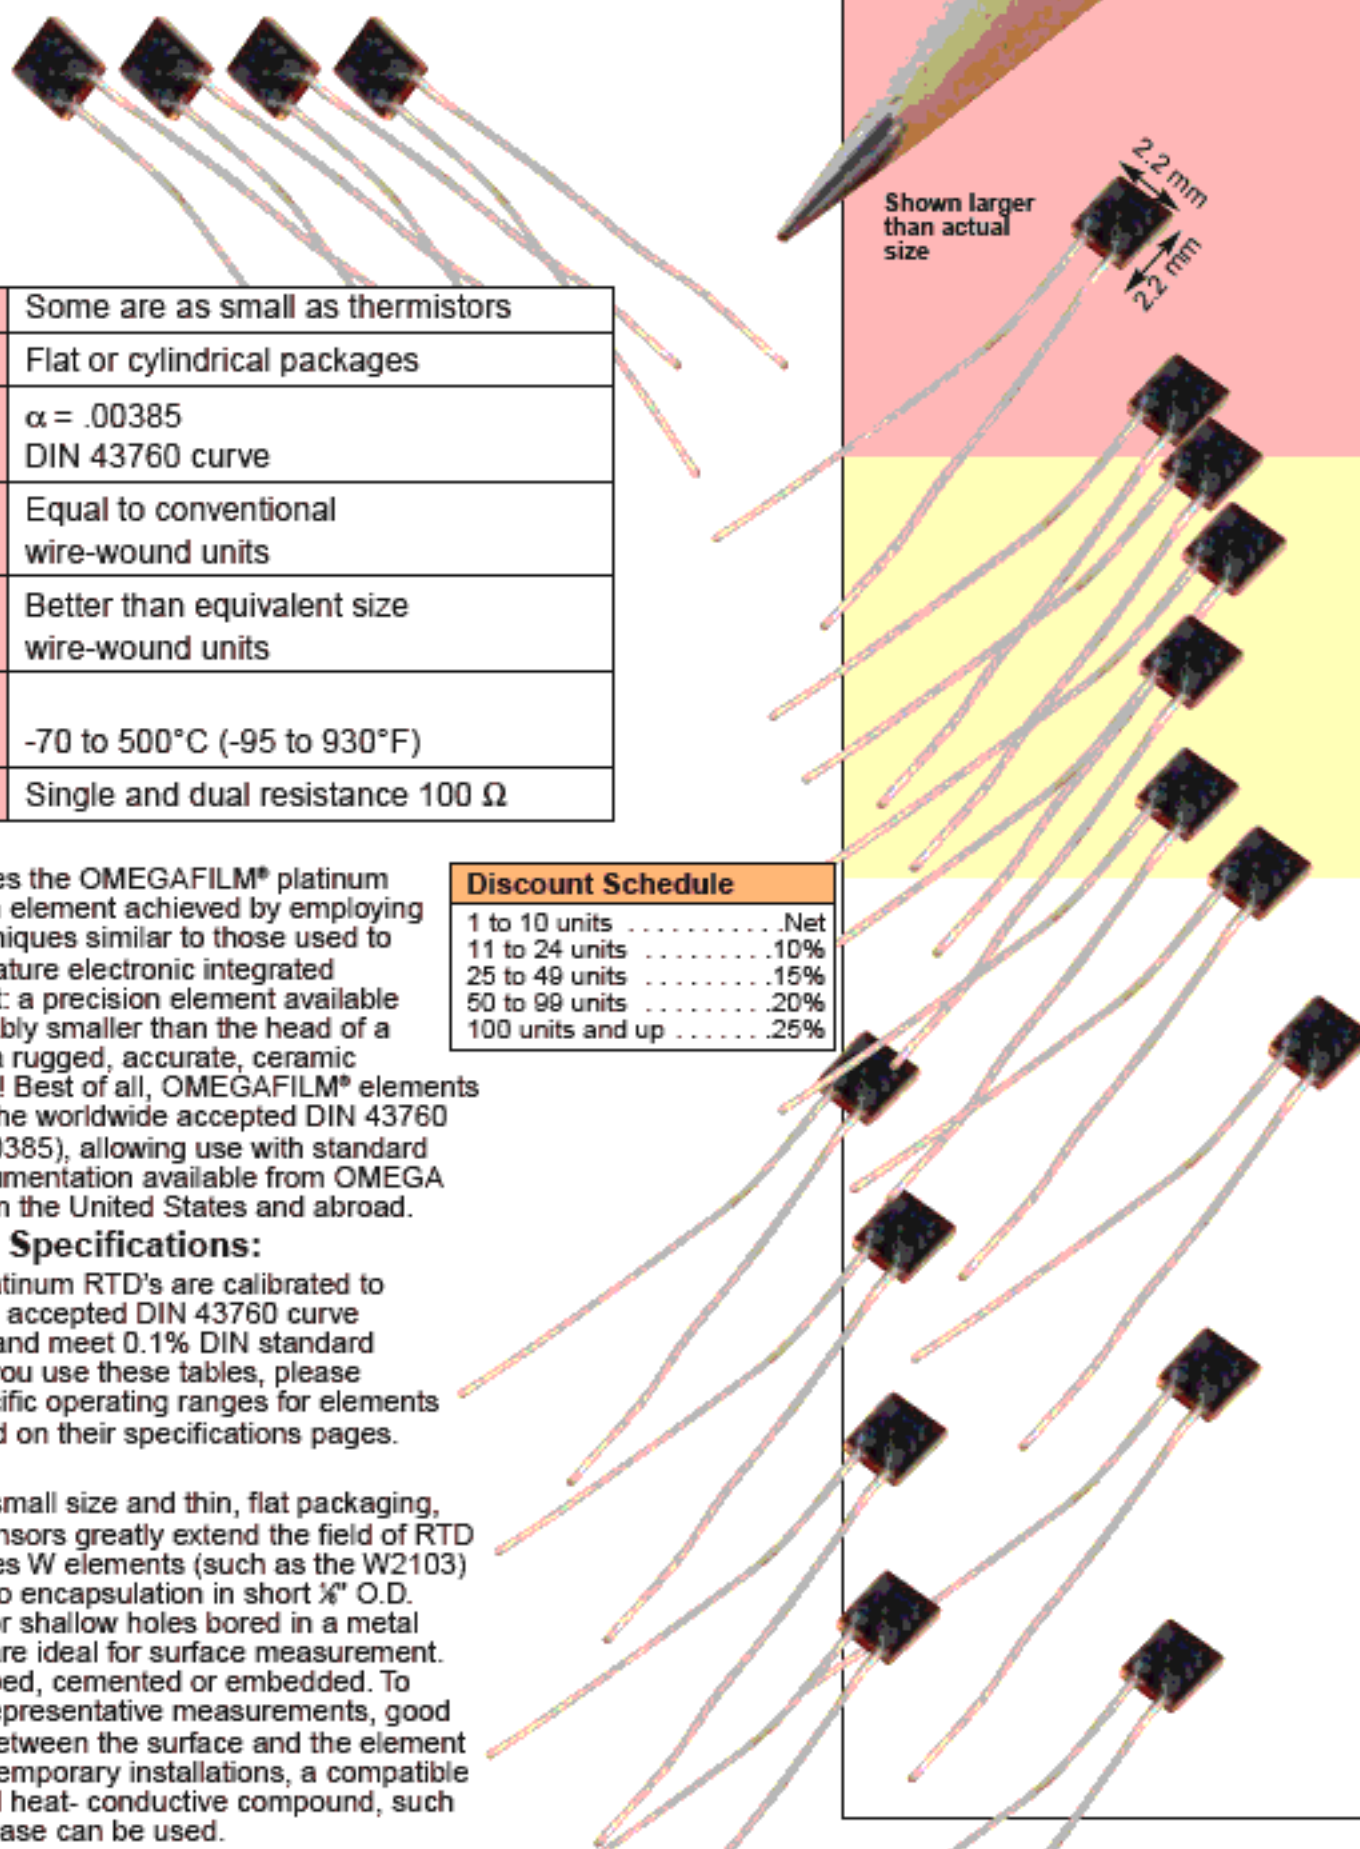 2.2 mm
Shown larger
than actual
size
2.2 mm
Some are as small as thermistors
Flat or cylindrical packages
α = .00385
DIN 43760 curve
Equal to conventional
wire-wound units
Better than equivalent size
wire-wound units
-70 to 500°C (-95 to 930°F)
Single and dual resistance 100 Ω
es the OMEGAFILM® platinum
element achieved by employing
niques similar to those used to
ature electronic integrated
t: a precision element available
bly smaller than the head of a
a rugged, accurate, ceramic
! Best of all, OMEGAFILM® elements
he worldwide accepted DIN 43760
0385), allowing use with standard
umentation available from OMEGA
n the United States and abroad.
Specifications:
atinum RTD's are calibrated to
accepted DIN 43760 curve
and meet 0.1% DIN standard
you use these tables, please
cific operating ranges for elements
d on their specifications pages.
small size and thin, flat packaging,
nsors greatly extend the field of RTD
es W elements (such as the W2103)
o encapsulation in short ⅛" O.D.
or shallow holes bored in a metal
are ideal for surface measurement.
ped, cemented or embedded. To
epresentative measurements, good
etween the surface and the element
emporary installations, a compatible
l heat- conductive compound, such
ase can be used.
Discount Schedule
1 to 10 units ...........Net
11 to 24 units .........10%
25 to 49 units .........15%
50 to 99 units .........20%
100 units and up .......25%